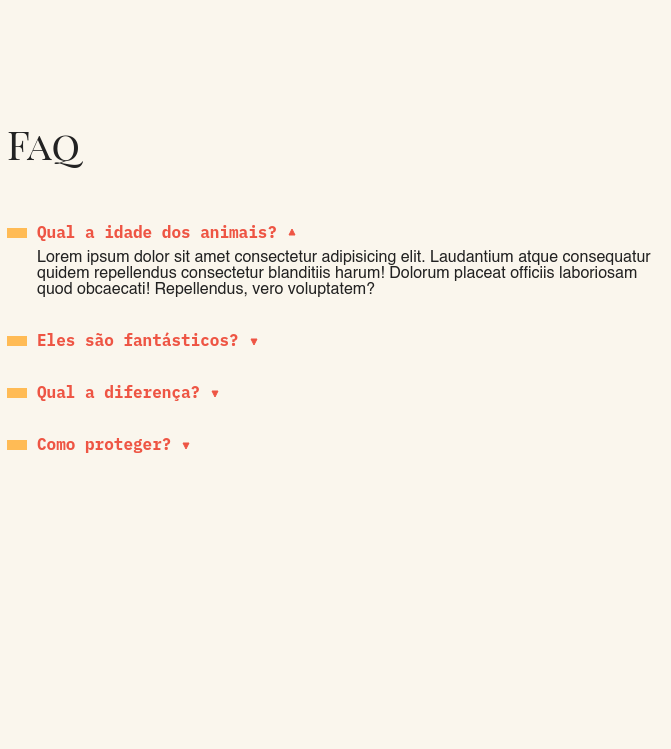 FAQ
Qual a idade dos animais? ▲
Lorem ipsum dolor sit amet consectetur adipisicing elit. Laudantium atque consequatur
quidem repellendus consectetur blanditiis harum! Dolorum placeat officiis laboriosam
quod obcaecati! Repellendus, vero voluptatem?
Eles são fantásticos? ▼
Qual a diferença? ▼
Como proteger? ▼